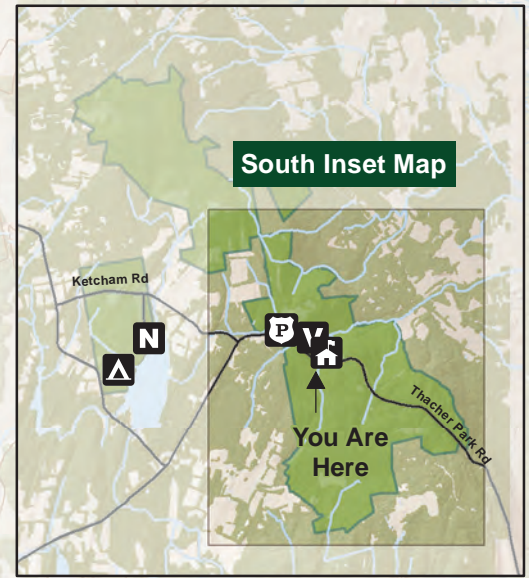 South Inset Map
Ketcham Rd
N
P
V
You Are
Here
Thacher Park Rd